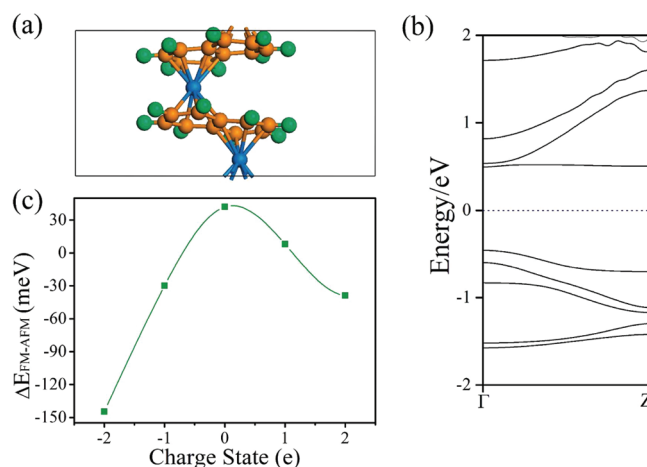 (a)
(b)
2
1
0
-1
-2
Energy/eV
Γ
Z
(c)
30
0
-30
-60
-90
-120
-150
ΔE_FM-AFM (meV)
-2 -1 0 1 2
Charge State (e)